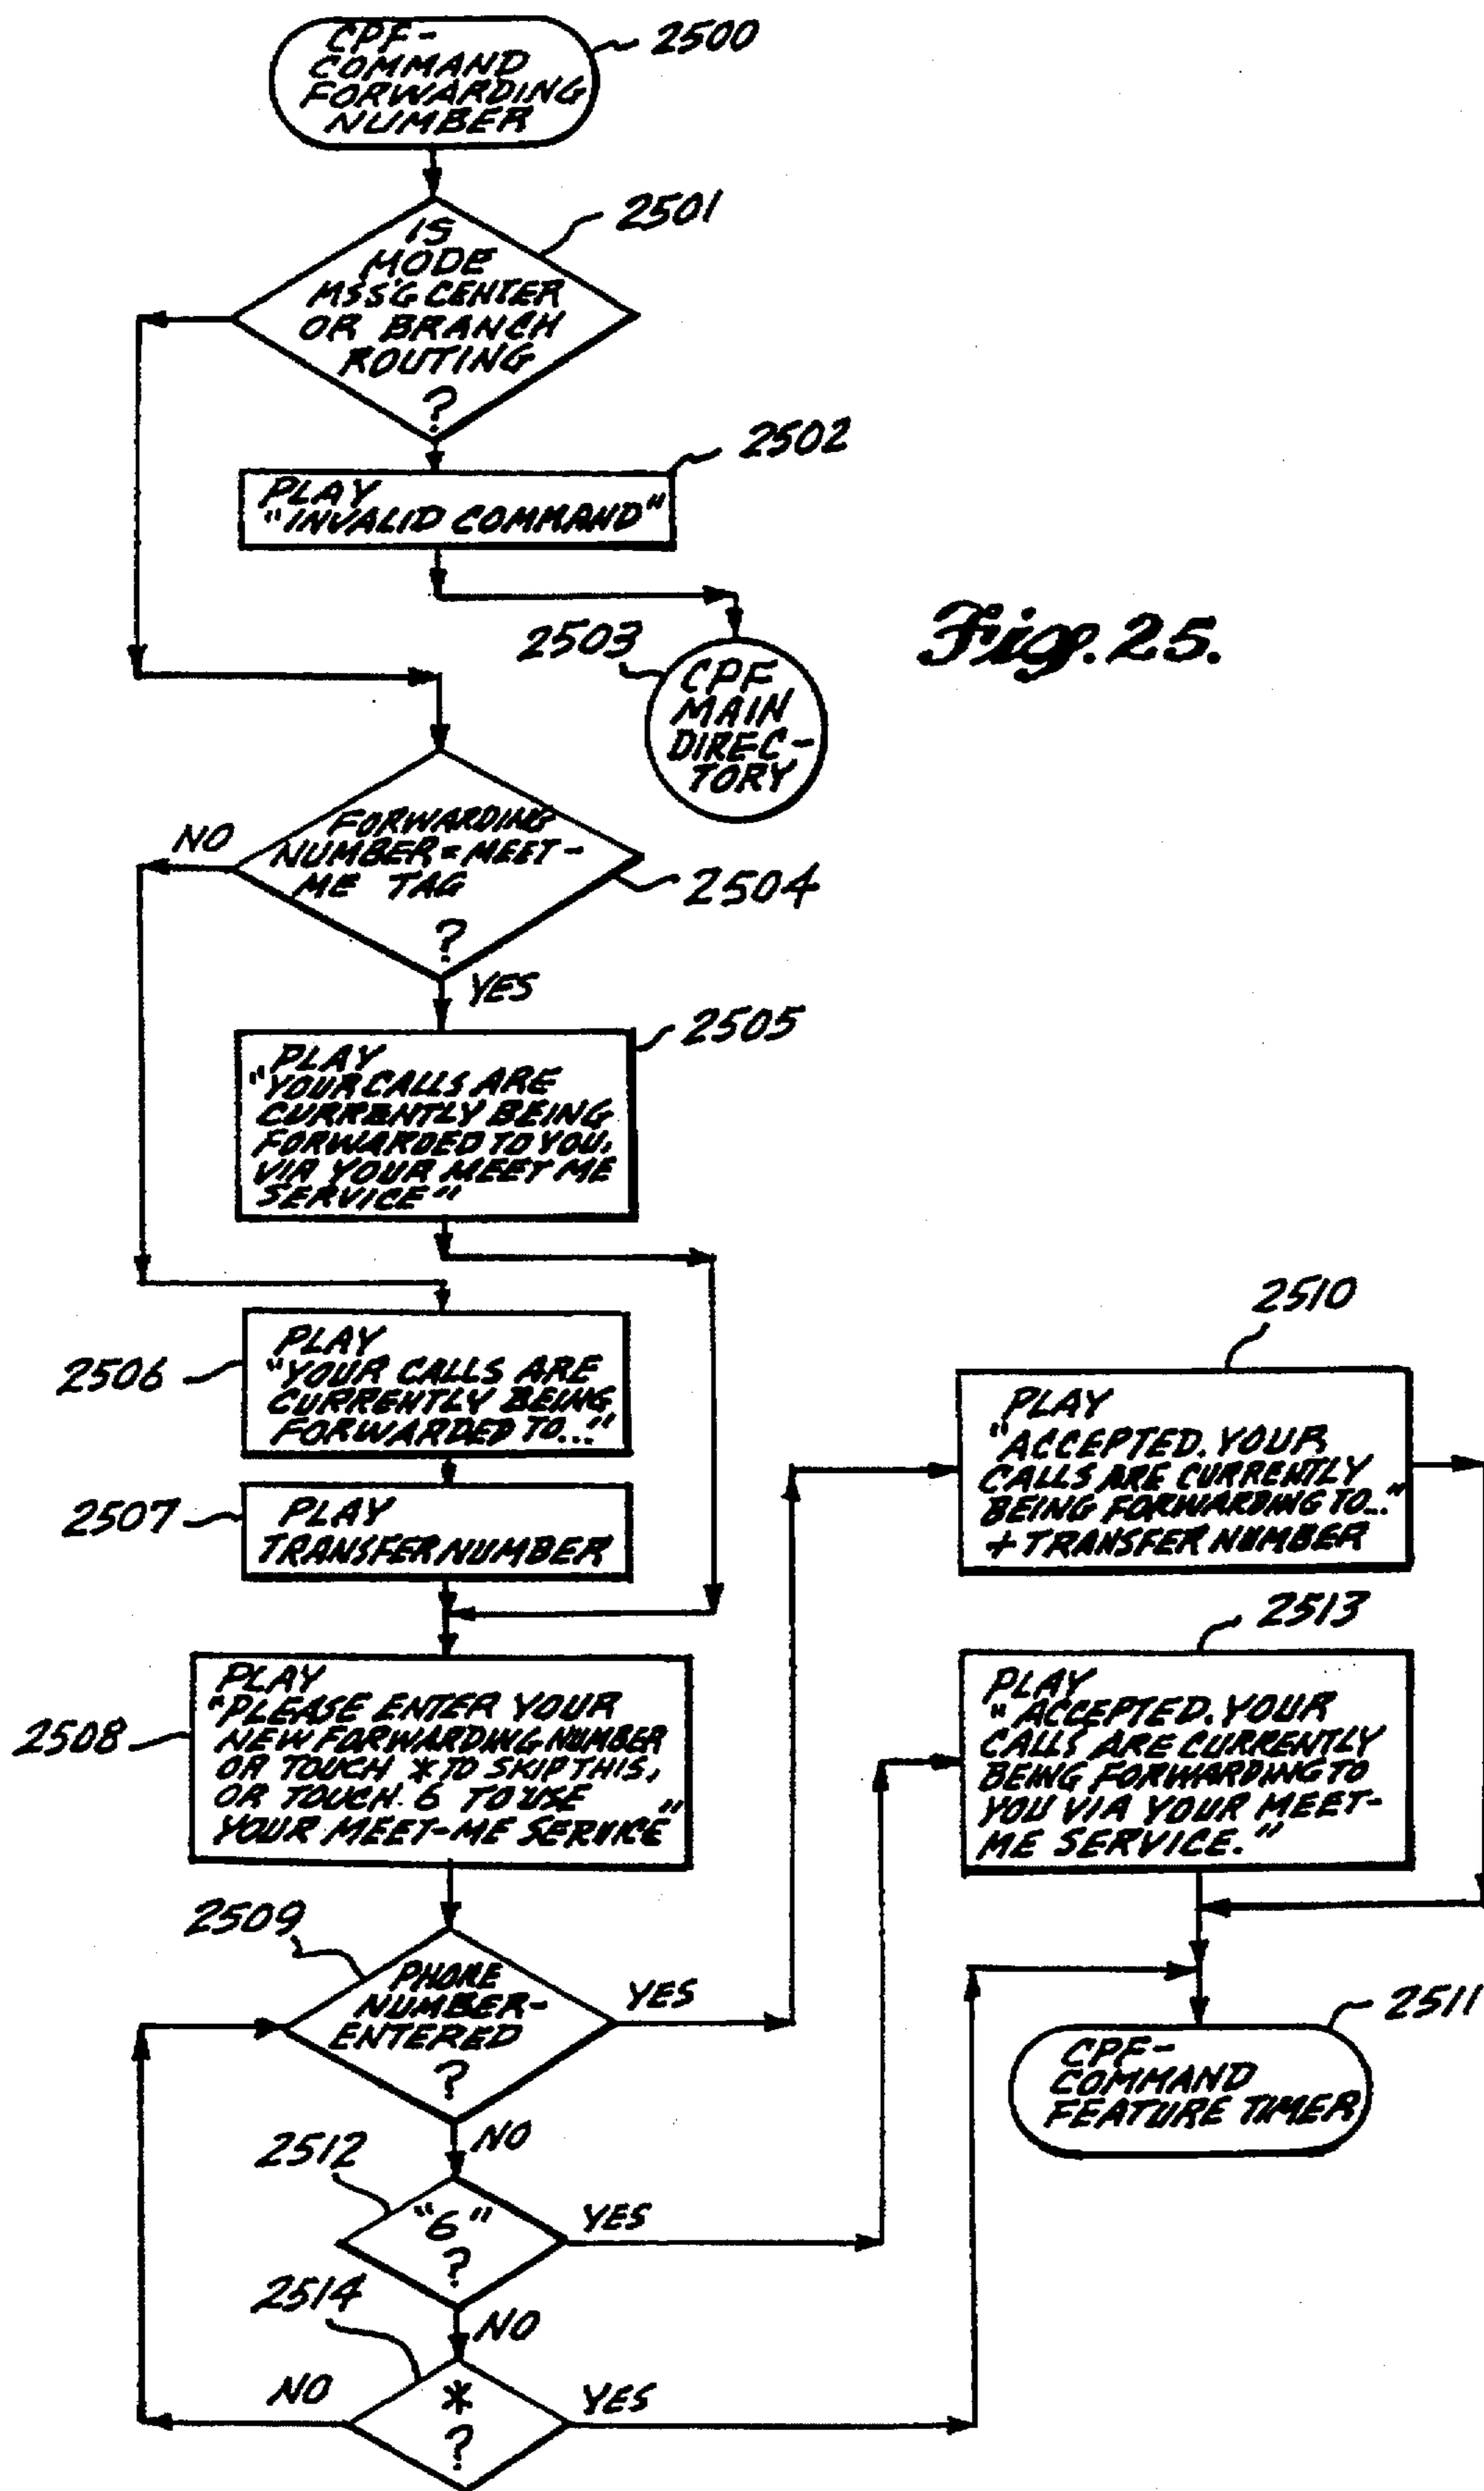 CPF-
COMMAND
FORWARDING
NUMBER
2500
2501
IS
MODE
MSS'G CENTER
OR BRANCH
ROUTING
?
2502
PLAY
"INVALID COMMAND"
2503
CPF
MAIN
DIREC-
TORY
Fig. 25.
FORWARDING
NUMBER = MEET-
ME TAG
?
NO
2504
YES
2505
PLAY
"YOUR CALLS ARE
CURRENTLY BEING
FORWARDED TO YOU,
VIA YOUR MEET ME
SERVICE"
2506
PLAY
"YOUR CALLS ARE
CURRENTLY BEING
FORWARDED TO..."
2507
PLAY
TRANSFER NUMBER
2508
PLAY
"PLEASE ENTER YOUR
NEW FORWARDING NUMBER
OR TOUCH * TO SKIP THIS,
OR TOUCH 6 TO USE
YOUR MEET-ME SERVICE"
2509
PHONE
NUMBER-
ENTERED
?
YES
NO
2510
PLAY
"ACCEPTED. YOUR
CALLS ARE CURRENTLY
BEING FORWARDING TO..."
+ TRANSFER NUMBER
2513
PLAY
"ACCEPTED. YOUR
CALLS ARE CURRENTLY
BEING FORWARDING TO
YOU VIA YOUR MEET-
ME SERVICE."
2511
CPF-
COMMAND
FEATURE TIMER
2512
"6"
?
YES
NO
2514
*
?
NO
YES